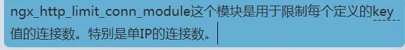 ngx_http_limit_conn_module这个模块是用于限制每个定义的key
值的连接数。特别是单IP的连接数。